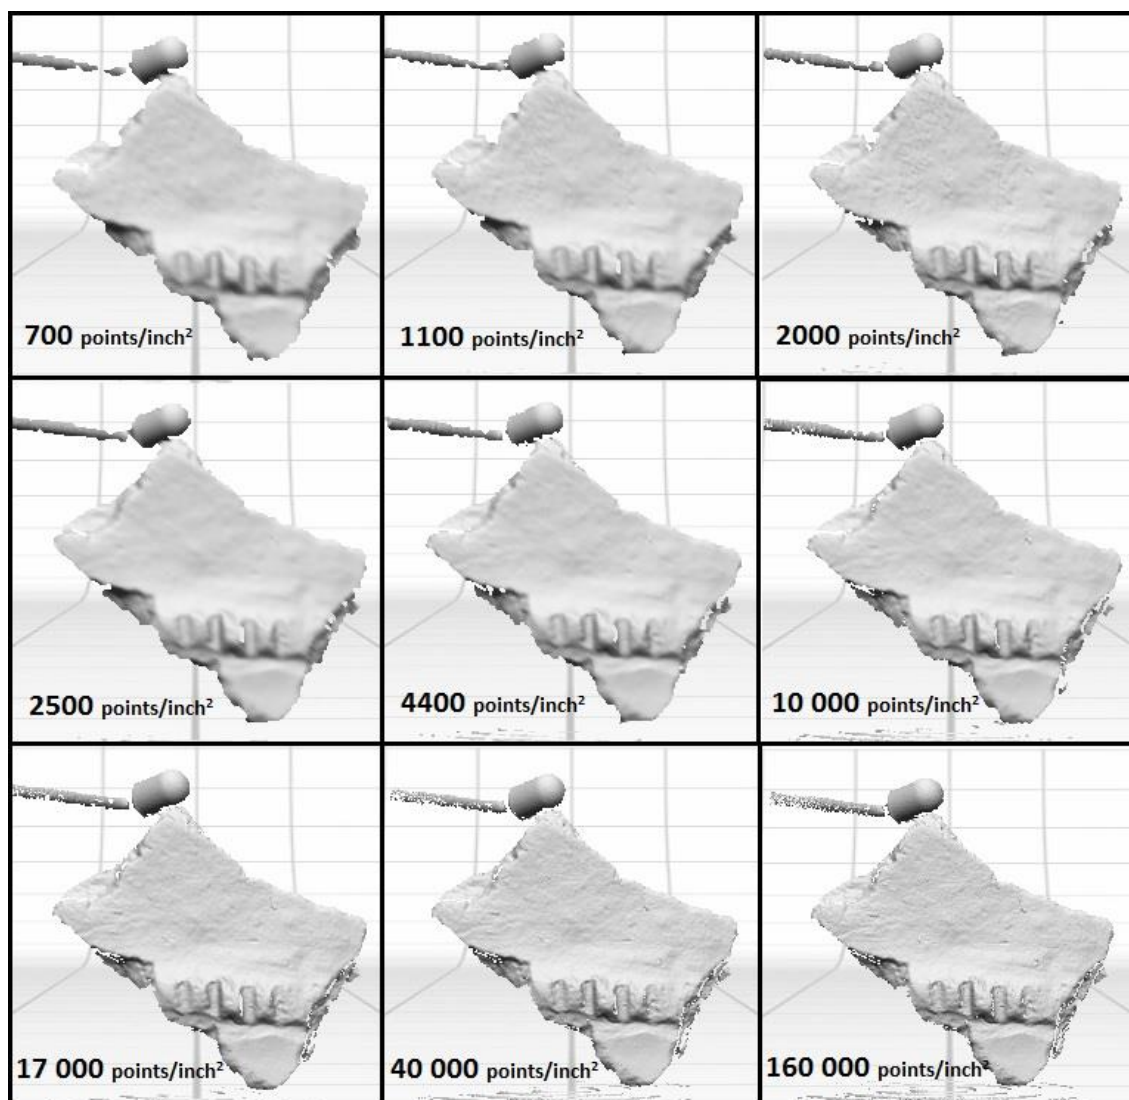 700 points/inch²
1100 points/inch²
2000 points/inch²
2500 points/inch²
4400 points/inch²
10 000 points/inch²
17 000 points/inch²
40 000 points/inch²
160 000 points/inch²